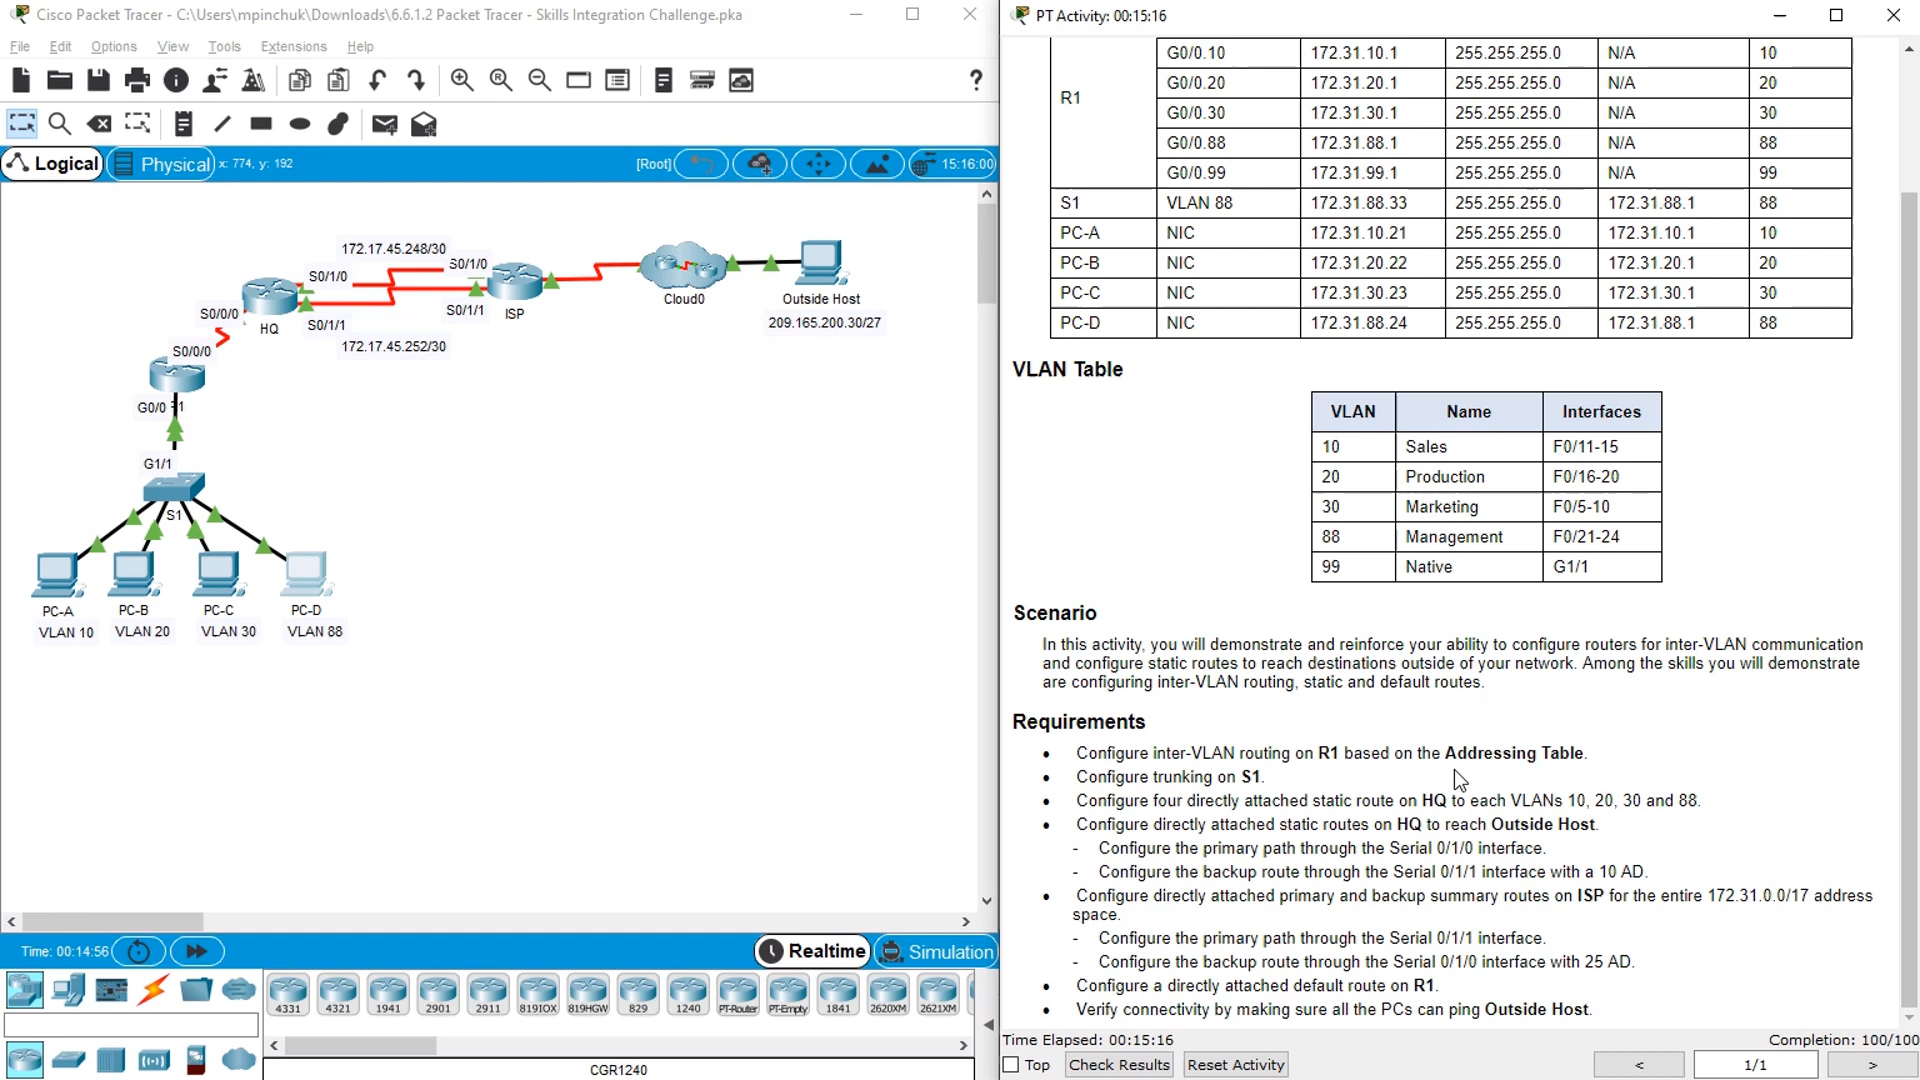 Cisco Packet Tracer - C:\Users\mpinchuk\Downloads\6.6.1.2 Packet Tracer - Skills Integration Challenge.pka
File Edit Options View Tools Extensions Help
?
Logical Physical x: 774, y: 192 [Root] 15:16:00
172.17.45.248/30
S0/1/0 S0/1/0
Cloud0 Outside Host
209.165.200.30/27
S0/0/0 HQ S0/1/1 S0/1/1 ISP
172.17.45.252/30
S0/0/0
G0/0
G1/1
S1
PC-A PC-B PC-C PC-D
VLAN 10 VLAN 20 VLAN 30 VLAN 88
Time: 00:14:56 Realtime Simulation
4331 4321 1941 2901 2911 819IOX 819HGW 829 1240 PT-Router PT-Empty 1841 2620XM 2621XM
CGR1240
PT Activity: 00:15:16
R1 G0/0.10 172.31.10.1 255.255.255.0 N/A 10
G0/0.20 172.31.20.1 255.255.255.0 N/A 20
G0/0.30 172.31.30.1 255.255.255.0 N/A 30
G0/0.88 172.31.88.1 255.255.255.0 N/A 88
G0/0.99 172.31.99.1 255.255.255.0 N/A 99
S1 VLAN 88 172.31.88.33 255.255.255.0 172.31.88.1 88
PC-A NIC 172.31.10.21 255.255.255.0 172.31.10.1 10
PC-B NIC 172.31.20.22 255.255.255.0 172.31.20.1 20
PC-C NIC 172.31.30.23 255.255.255.0 172.31.30.1 30
PC-D NIC 172.31.88.24 255.255.255.0 172.31.88.1 88
VLAN Table
VLAN Name Interfaces
10 Sales F0/11-15
20 Production F0/16-20
30 Marketing F0/5-10
88 Management F0/21-24
99 Native G1/1
Scenario
In this activity, you will demonstrate and reinforce your ability to configure routers for inter-VLAN communication
and configure static routes to reach destinations outside of your network. Among the skills you will demonstrate
are configuring inter-VLAN routing, static and default routes.
Requirements
• Configure inter-VLAN routing on R1 based on the Addressing Table.
• Configure trunking on S1.
• Configure four directly attached static route on HQ to each VLANs 10, 20, 30 and 88.
• Configure directly attached static routes on HQ to reach Outside Host.
- Configure the primary path through the Serial 0/1/0 interface.
- Configure the backup route through the Serial 0/1/1 interface with a 10 AD.
• Configure directly attached primary and backup summary routes on ISP for the entire 172.31.0.0/17 address
space.
- Configure the primary path through the Serial 0/1/1 interface.
- Configure the backup route through the Serial 0/1/0 interface with 25 AD.
• Configure a directly attached default route on R1.
• Verify connectivity by making sure all the PCs can ping Outside Host.
Time Elapsed: 00:15:16 Completion: 100/100
Top Check Results Reset Activity < 1/1 >